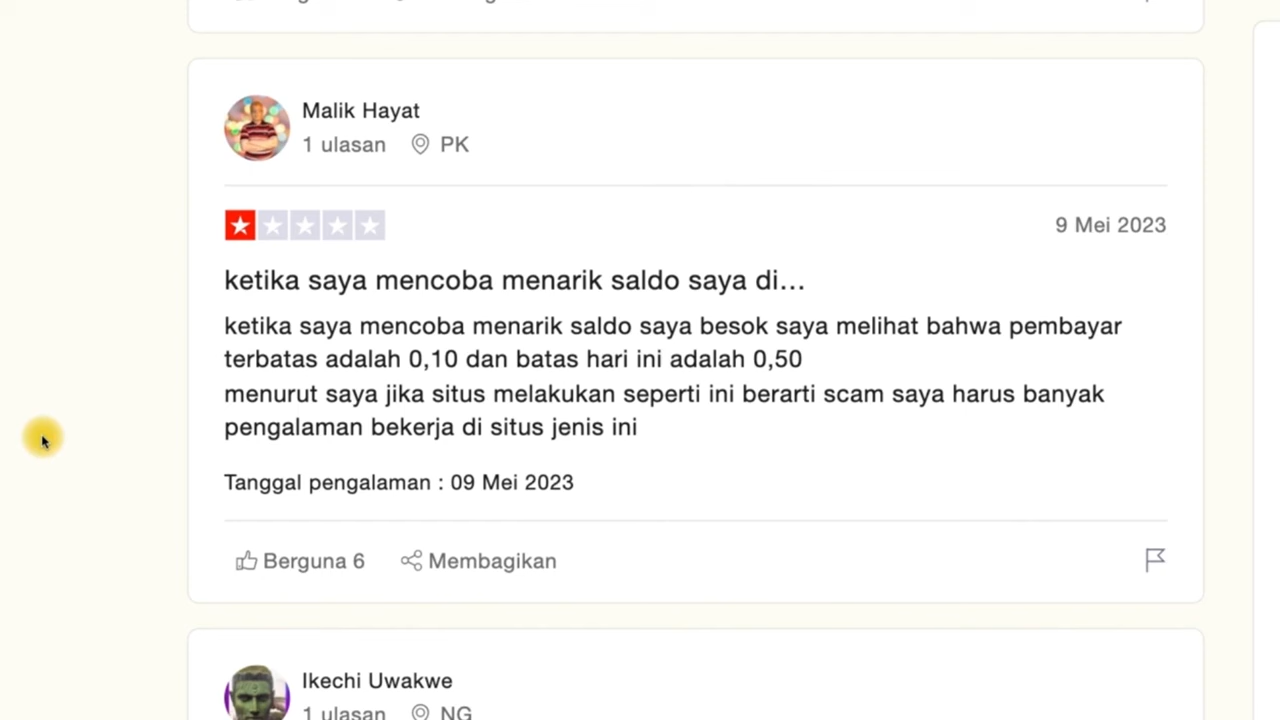 Malik Hayat
1 ulasan PK
9 Mei 2023
ketika saya mencoba menarik saldo saya di...
ketika saya mencoba menarik saldo saya besok saya melihat bahwa pembayar
terbatas adalah 0,10 dan batas hari ini adalah 0,50
menurut saya jika situs melakukan seperti ini berarti scam saya harus banyak
pengalaman bekerja di situs jenis ini
Tanggal pengalaman : 09 Mei 2023
Berguna 6 Membagikan
Ikechi Uwakwe
1 ulasan NG